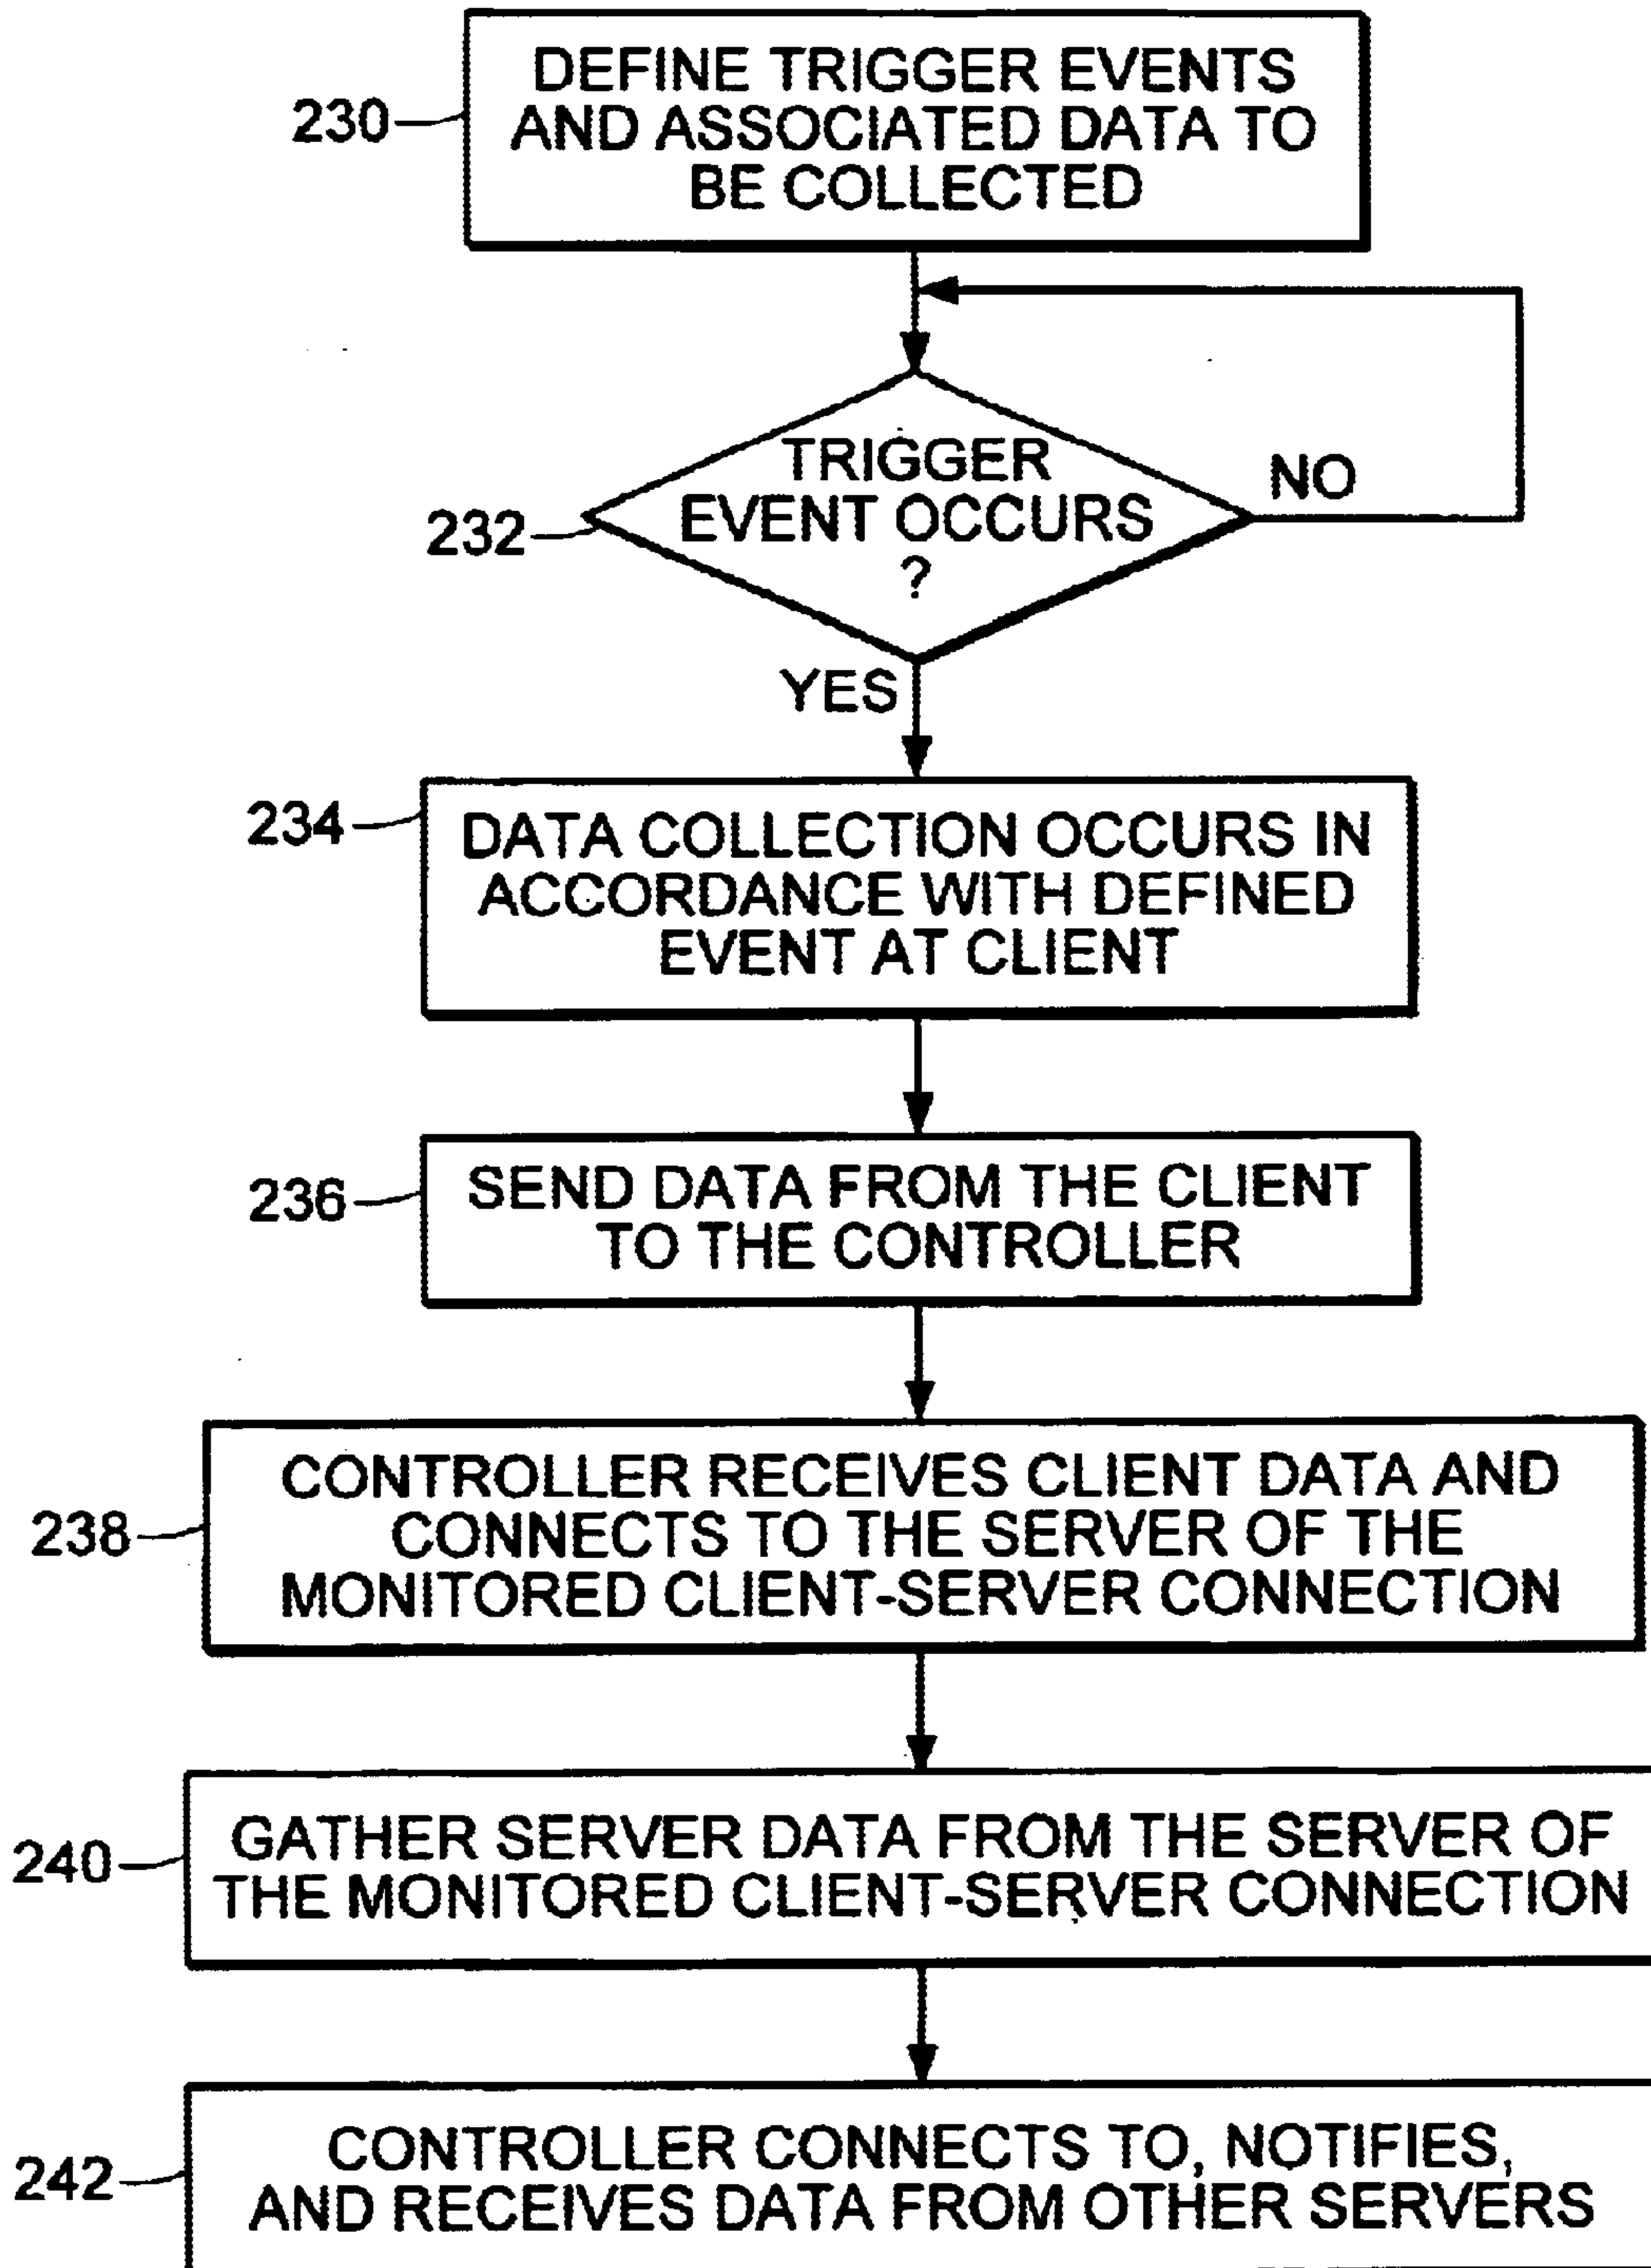 230
DEFINE TRIGGER EVENTS
AND ASSOCIATED DATA TO
BE COLLECTED
232
TRIGGER
EVENT OCCURS
?
NO
YES
234
DATA COLLECTION OCCURS IN
ACCORDANCE WITH DEFINED
EVENT AT CLIENT
236
SEND DATA FROM THE CLIENT
TO THE CONTROLLER
238
CONTROLLER RECEIVES CLIENT DATA AND
CONNECTS TO THE SERVER OF THE
MONITORED CLIENT-SERVER CONNECTION
240
GATHER SERVER DATA FROM THE SERVER OF
THE MONITORED CLIENT-SERVER CONNECTION
242
CONTROLLER CONNECTS TO, NOTIFIES,
AND RECEIVES DATA FROM OTHER SERVERS